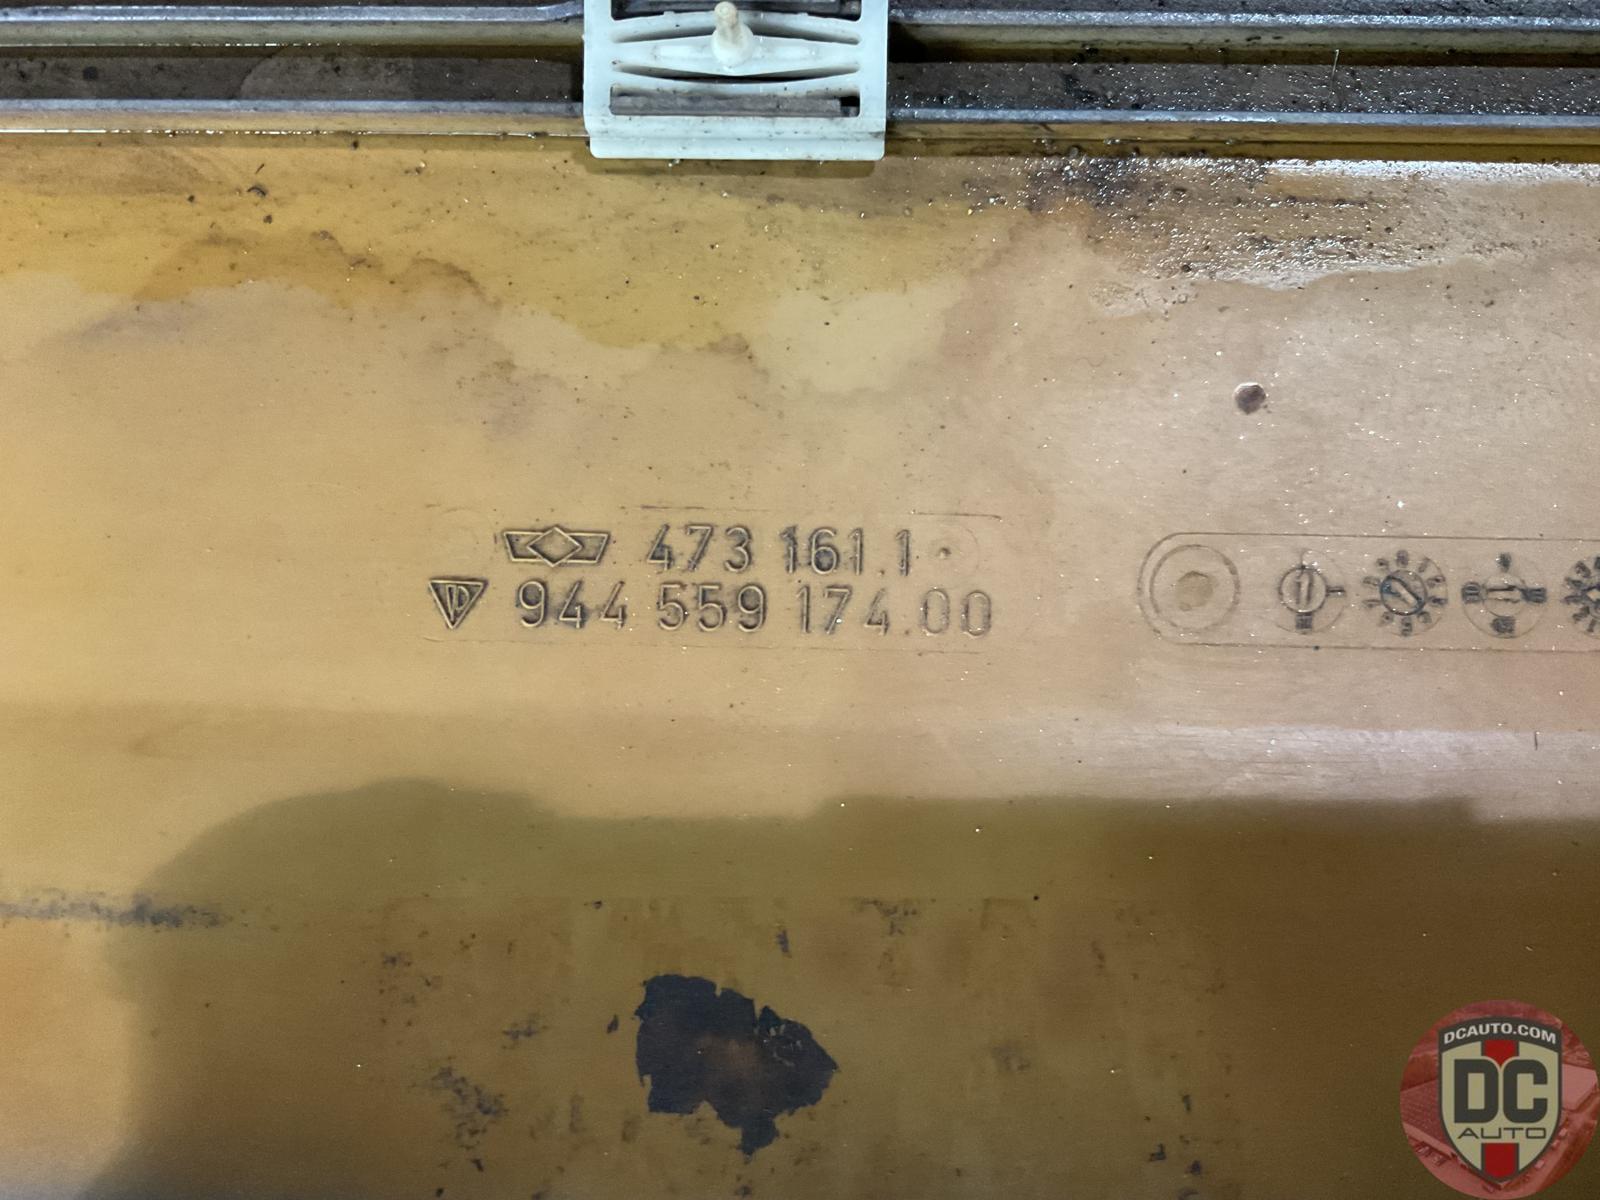 473 161.1
944 559 174.00
DCAUTO.COM
DC
AUTO